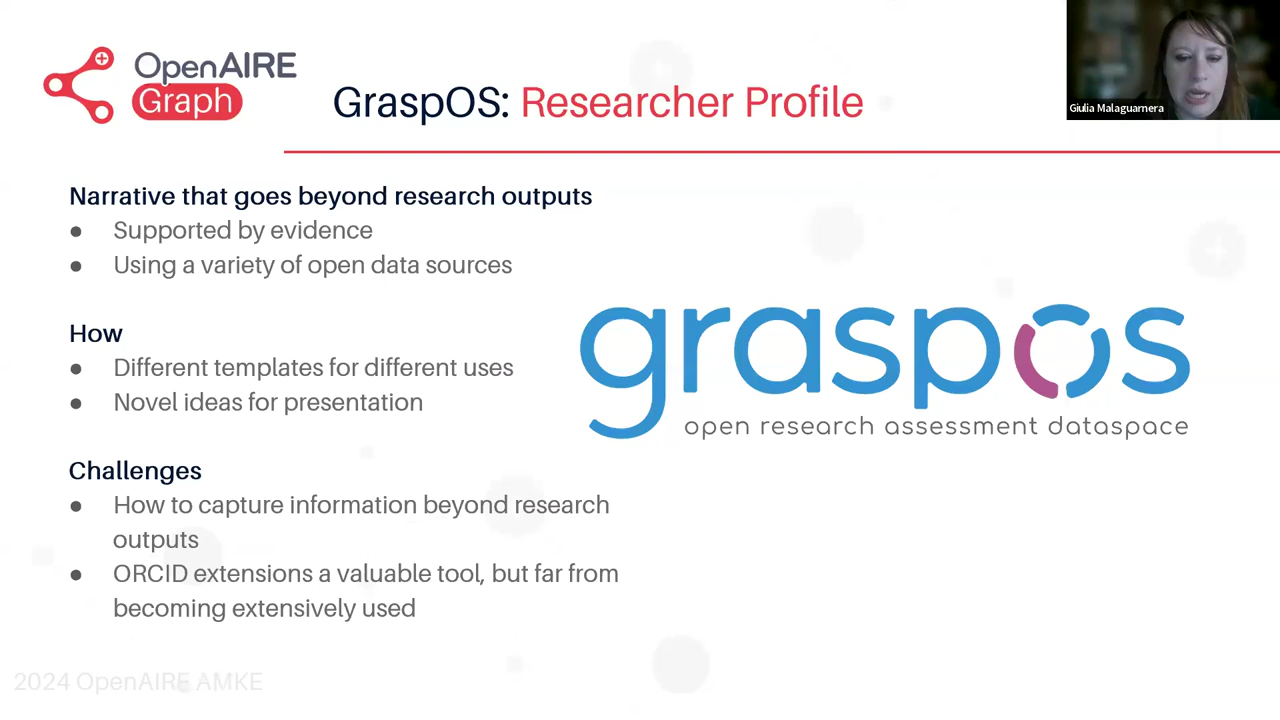 OpenAIRE
Graph
GraspOS: Researcher Profile
Giulia Malaguarnera
Narrative that goes beyond research outputs
● Supported by evidence
● Using a variety of open data sources
How
● Different templates for different uses
● Novel ideas for presentation
graspos
open research assessment dataspace
Challenges
● How to capture information beyond research
outputs
● ORCID extensions a valuable tool, but far from
becoming extensively used
2024 OpenAIRE AMKE